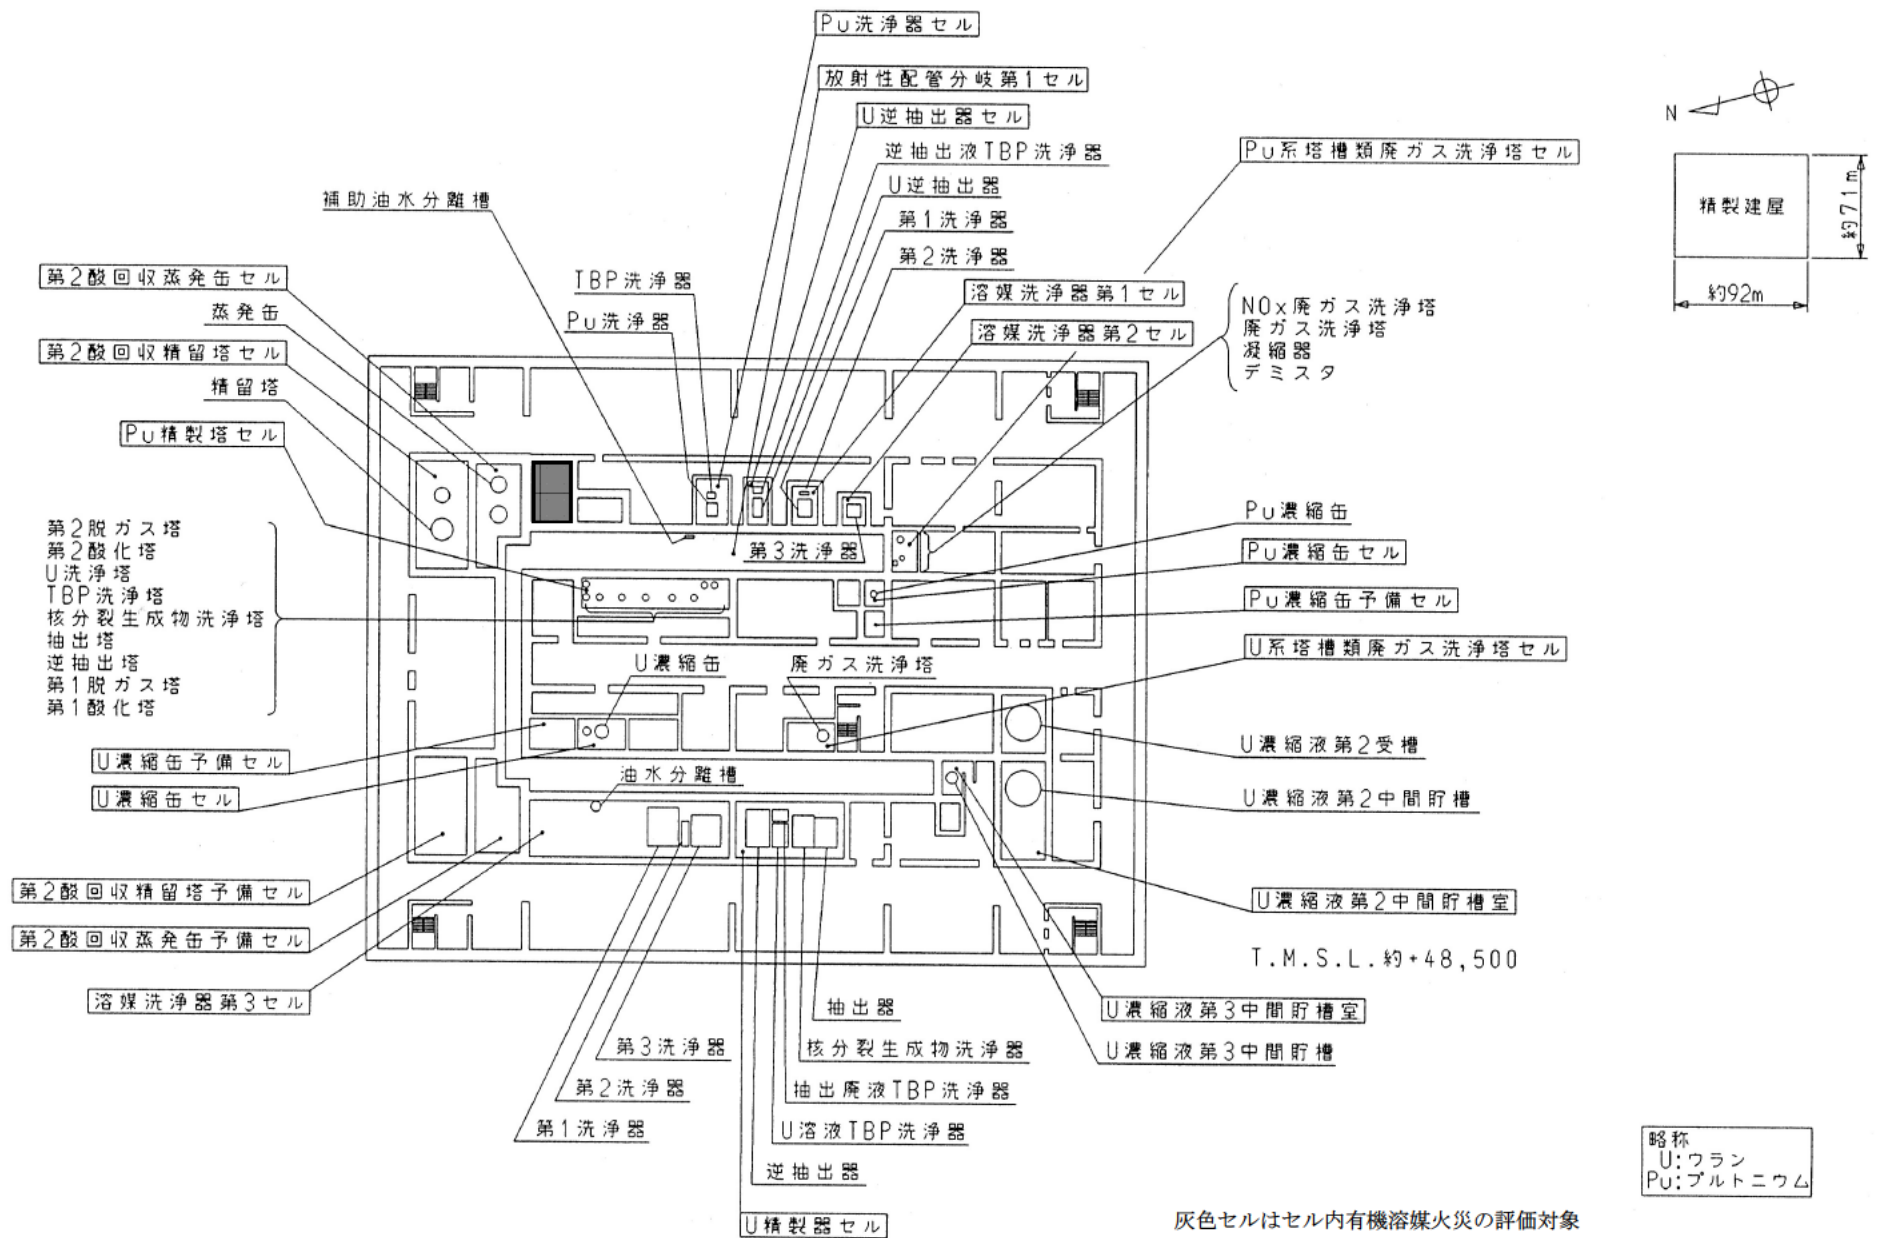 Pu洗浄器セル
放射性配管分岐第1セル
U逆抽出器セル
逆抽出液TBP洗浄器
U逆抽出器
第1洗浄器
第2洗浄器
溶媒洗浄器第1セル
溶媒洗浄器第2セル
Pu系塔槽類廃ガス洗浄塔セル
NOx廃ガス洗浄塔
廃ガス洗浄塔
凝縮器
デミスタ
N
精製建屋
約71m
約92m
補助油水分離槽
TBP洗浄器
Pu洗浄器
第2酸回収蒸発缶セル
蒸発缶
第2酸回収精留塔セル
精留塔
Pu精製塔セル
第2脱ガス塔
第2酸化塔
U洗浄塔
TBP洗浄塔
核分裂生成物洗浄塔
抽出塔
逆抽出塔
第1脱ガス塔
第1酸化塔
第3洗浄器
Pu濃縮缶
Pu濃縮缶セル
Pu濃縮缶予備セル
U系塔槽類廃ガス洗浄塔セル
U濃縮缶
廃ガス洗浄塔
U濃縮缶予備セル
U濃縮缶セル
油水分離槽
U濃縮液第2受槽
U濃縮液第2中間貯槽
第2酸回収精留塔予備セル
第2酸回収蒸発缶予備セル
溶媒洗浄器第3セル
U濃縮液第2中間貯槽室
T.M.S.L.約+48,500
U濃縮液第3中間貯槽室
U濃縮液第3中間貯槽
抽出器
核分裂生成物洗浄器
抽出廃液TBP洗浄器
U溶液TBP洗浄器
逆抽出器
U精製器セル
第3洗浄器
第2洗浄器
第1洗浄器
略称
U:ウラン
Pu:プルトニウム
灰色セルはセル内有機溶媒火災の評価対象